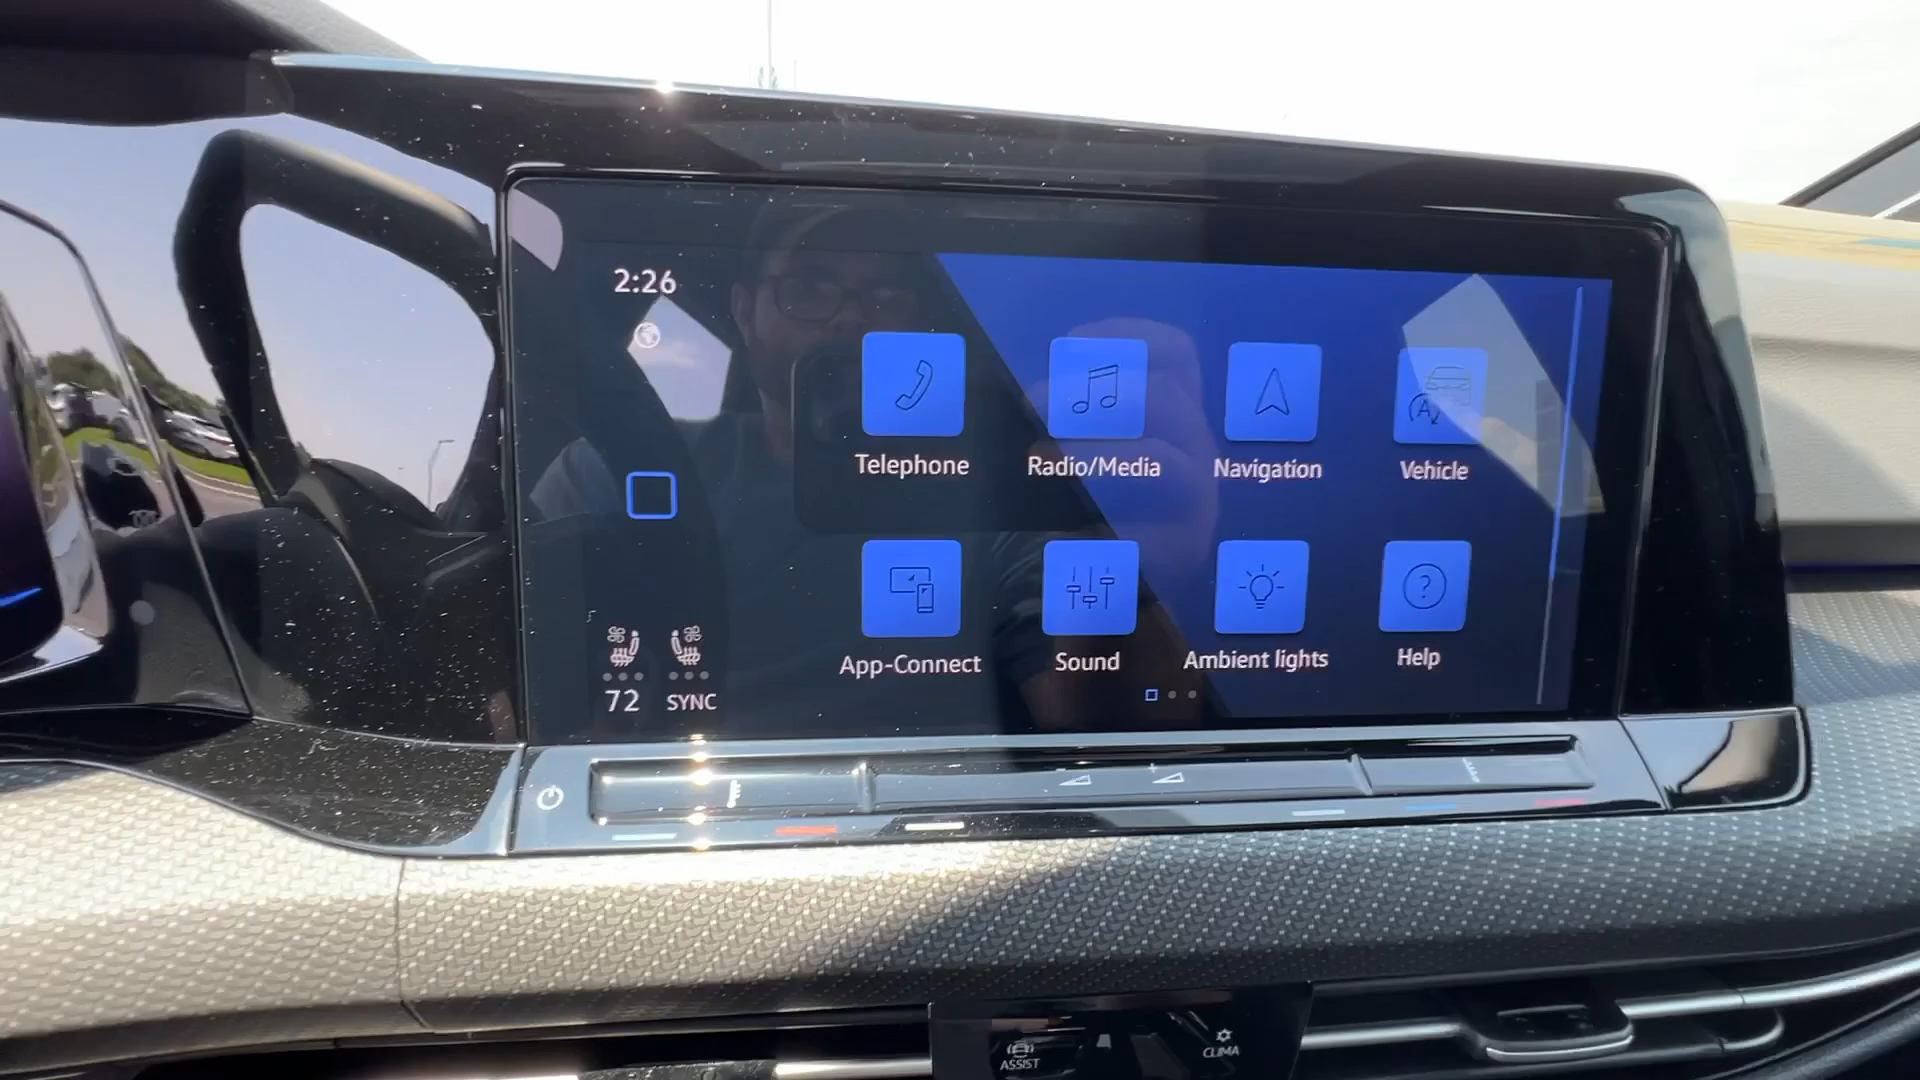 2:26
Telephone
Radio/Media
Navigation
Vehicle
A
App-Connect
Sound
Ambient lights
Help
72
SYNC
ASSIST
CLIMA